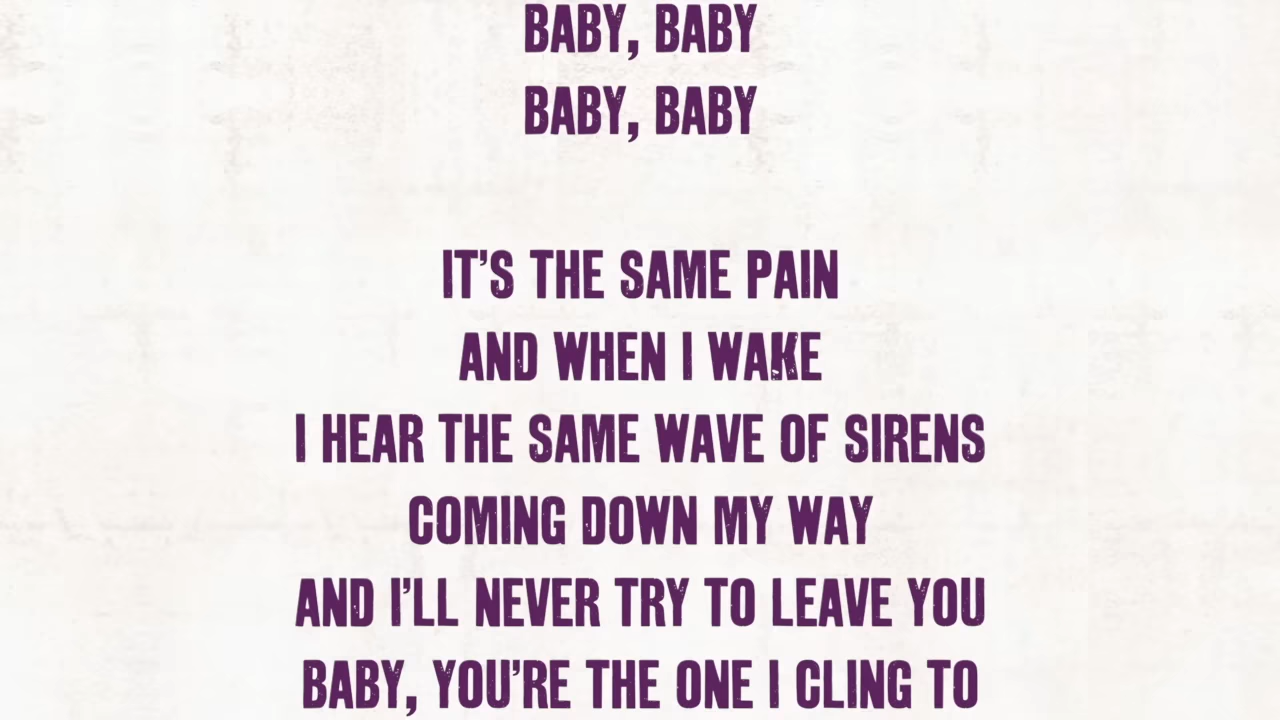 BABY, BABY
BABY, BABY
IT'S THE SAME PAIN
AND WHEN I WAKE
I HEAR THE SAME WAVE OF SIRENS
COMING DOWN MY WAY
AND I'LL NEVER TRY TO LEAVE YOU
BABY, YOU'RE THE ONE I CLING TO